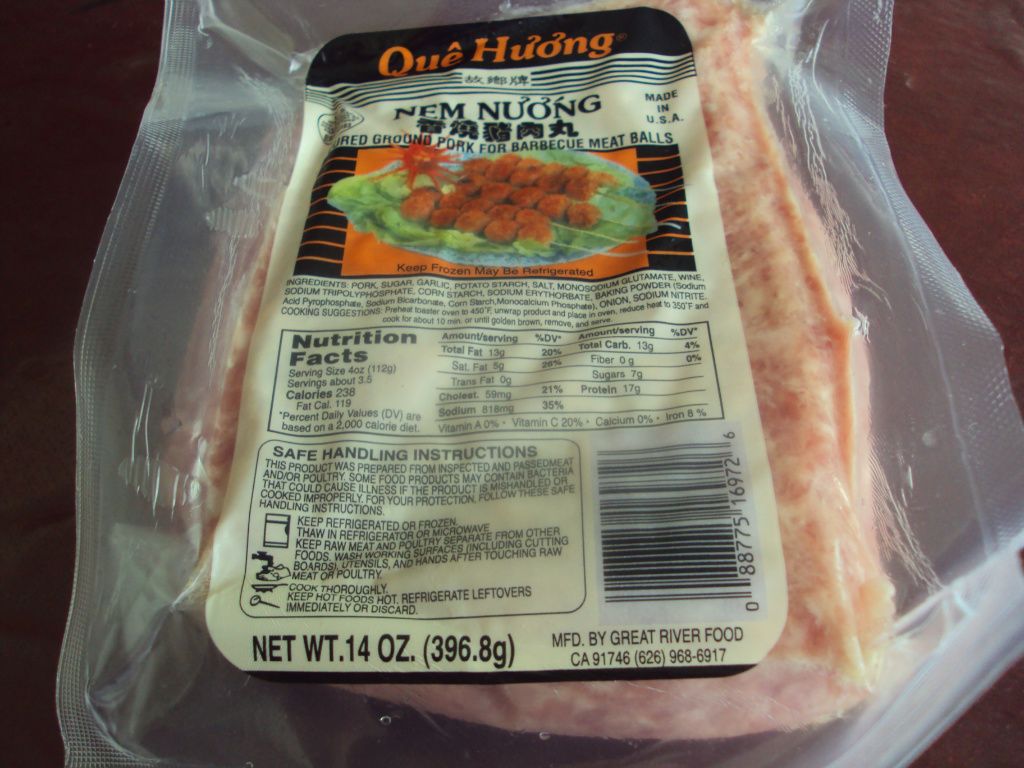 Quê Hương®
故鄉牌
NEM NƯỚNG
香燒豬肉丸
MADE
IN
U.S.A.
GROUND PORK FOR BARBECUE MEAT BALLS
Keep Frozen May Be Refrigerated
INGREDIENTS: PORK, SUGAR, GARLIC, POTATO STARCH, SALT, MONOSODIUM GLUTAMATE, WINE,
SODIUM TRIPOLYPHOSPHATE, CORN STARCH, SODIUM ERYTHORBATE, BAKING POWDER (Sodium
Acid Pyrophosphate, Sodium Bicarbonate, Corn Starch,Monocalcium Phosphate), ONION, SODIUM NITRITE.
COOKING SUGGESTIONS: Preheat toaster oven to 450°F, unwrap product and place in oven, reduce heat to 350°F and
cook for about 10 min. or until golden brown, remove, and serve.
Nutrition
Facts
Serving Size 4oz (112g)
Servings about 3.5
Calories 238
Fat Cal. 119
*Percent Daily Values (DV) are
based on a 2,000 calorie diet.
Amount/serving %DV*
Total Fat 13g 20%
Sat. Fat 5g 26%
Trans Fat 0g
Cholest. 59mg 21%
Sodium 818mg 35%
Amount/serving %DV*
Total Carb. 13g 4%
Fiber 0 g 0%
Sugars 7g
Protein 17g
Vitamin A 0% • Vitamin C 20% • Calcium 0% • Iron 8 %
SAFE HANDLING INSTRUCTIONS
THIS PRODUCT WAS PREPARED FROM INSPECTED AND PASSEDMEAT
AND/OR POULTRY. SOME FOOD PRODUCTS MAY CONTAIN BACTERIA
THAT COULD CAUSE ILLNESS IF THE PRODUCT IS MISHANDLED OR
COOKED IMPROPERLY. FOR YOUR PROTECTION, FOLLOW THESE SAFE
HANDLING INSTRUCTIONS.
KEEP REFRIGERATED OR FROZEN.
THAW IN REFRIGERATOR OR MICROWAVE
KEEP RAW MEAT AND POULTRY SEPARATE FROM OTHER
FOODS. WASH WORKING SURFACES (INCLUDING CUTTING
BOARDS), UTENSILS, AND HANDS AFTER TOUCHING RAW
MEAT OR POULTRY.
COOK THOROUGHLY.
KEEP HOT FOODS HOT. REFRIGERATE LEFTOVERS
IMMEDIATELY OR DISCARD.
0 88775 16972 6
NET WT.14 OZ. (396.8g)
MFD. BY GREAT RIVER FOOD
CA 91746 (626) 968-6917